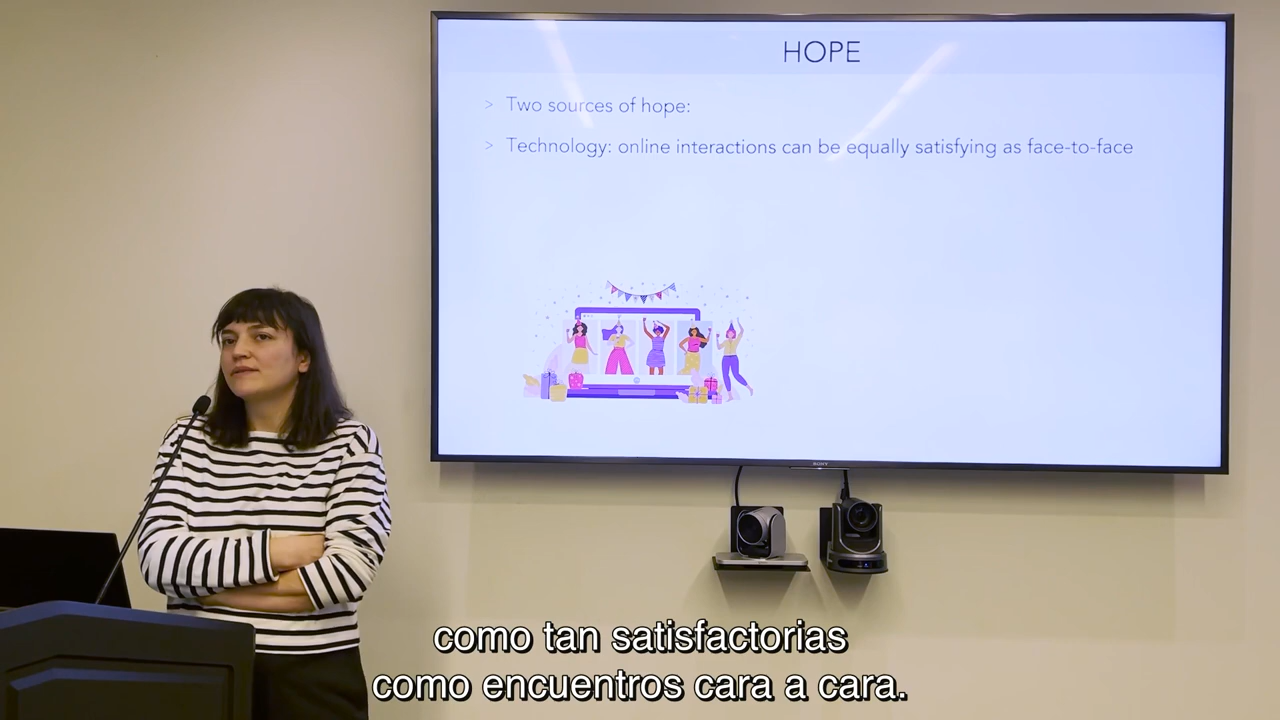 HOPE
> Two sources of hope:
> Technology: online interactions can be equally satisfying as face-to-face
SONY
como tan satisfactorias
como encuentros cara a cara.